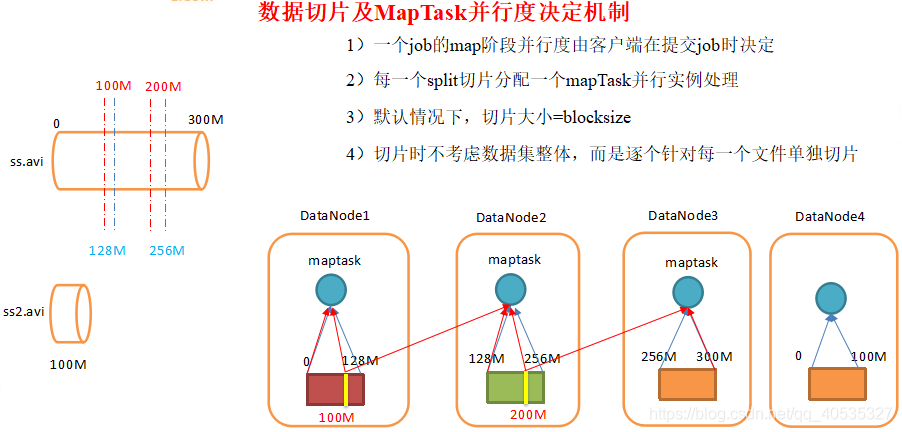 数据切片及MapTask并行度决定机制
1）一个job的map阶段并行度由客户端在提交job时决定
2）每一个split切片分配一个mapTask并行实例处理
3）默认情况下，切片大小=blocksize
4）切片时不考虑数据集整体，而是逐个针对每一个文件单独切片
100M 200M
0 300M
ss.avi
128M 256M
ss2.avi
100M
DataNode1 DataNode2 DataNode3 DataNode4
maptask maptask maptask
0 128M 128M 256M 256M 300M 0 100M
100M 200M
https://blog.csdn.net/qq_40535327